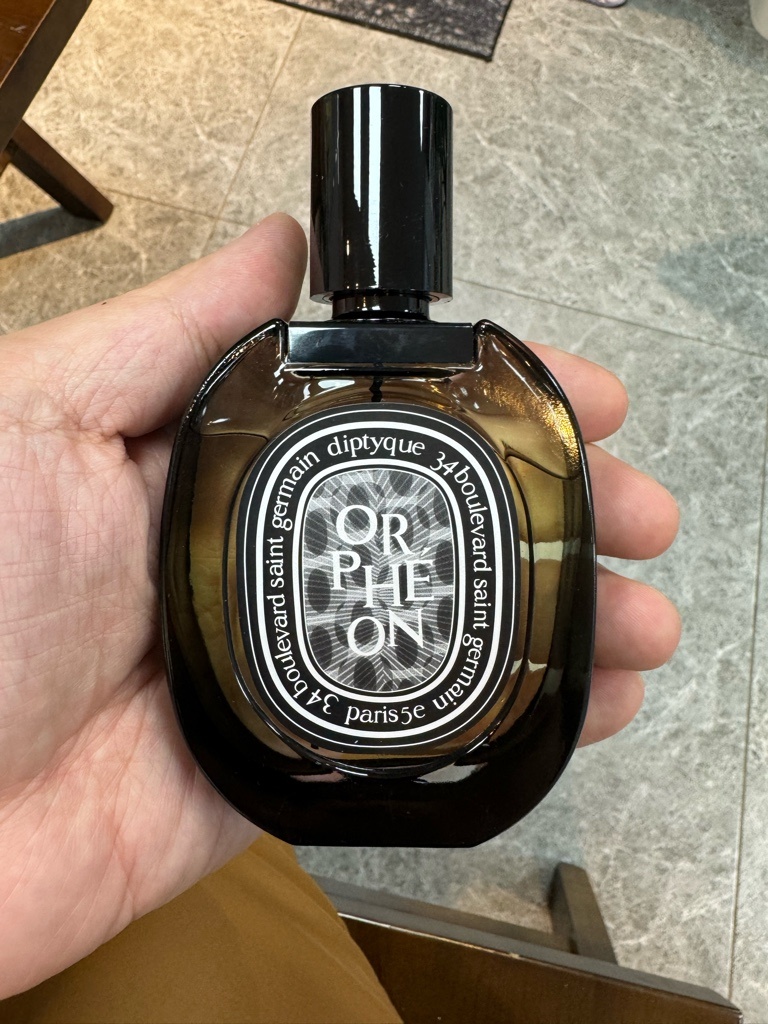 diptyque
34 boulevard saint germain
34 boulevard saint germain
paris 5e
OR
PHÉ
ON